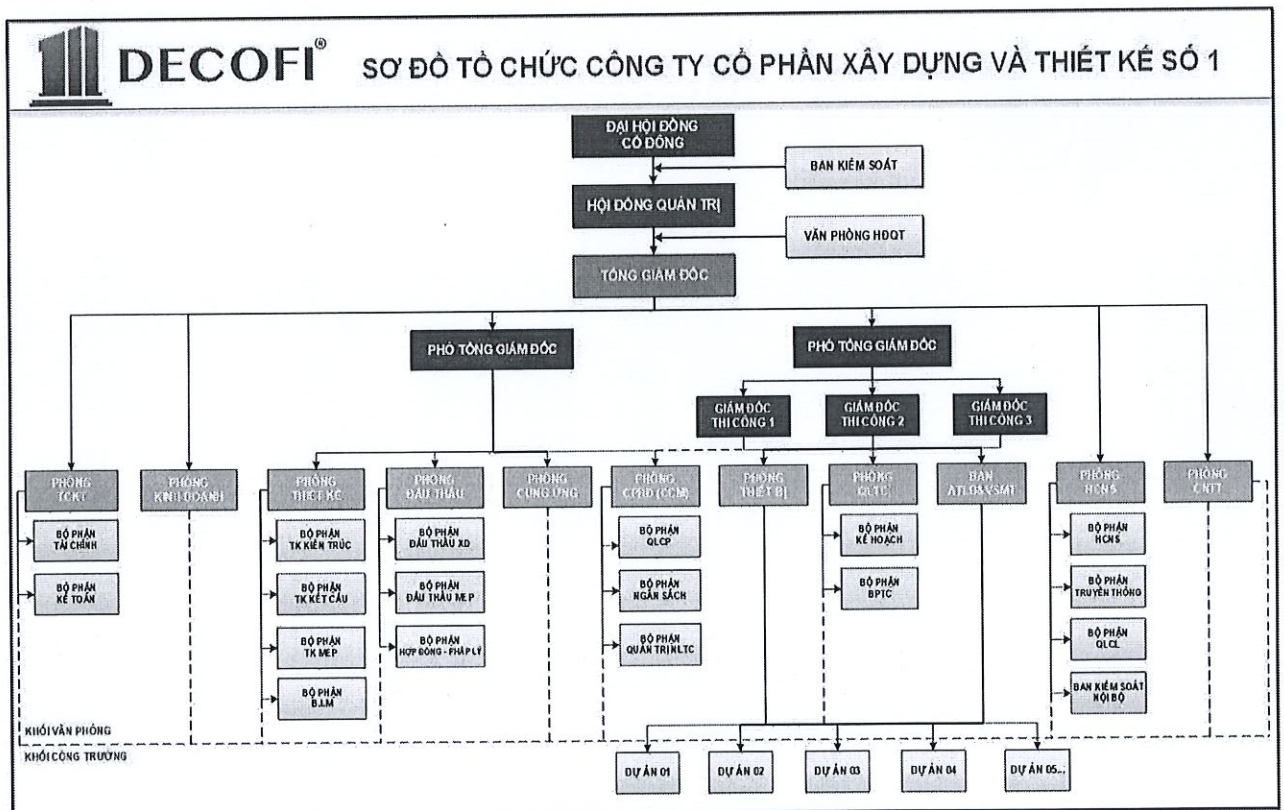 DECOFI®
SƠ ĐỒ TỔ CHỨC CÔNG TY CỔ PHẦN XÂY DỰNG VÀ THIẾT KẾ SỐ 1
ĐẠI HỘI ĐỒNG
CỔ ĐÔNG
BAN KIỂM SOÁT
HỘI ĐỒNG QUẢN TRỊ
VĂN PHÒNG HĐQT
TỔNG GIÁM ĐỐC
PHÓ TỔNG GIÁM ĐỐC
PHÓ TỔNG GIÁM ĐỐC
GIÁM ĐỐC
THI CÔNG 1
GIÁM ĐỐC
THI CÔNG 2
GIÁM ĐỐC
THI CÔNG 3
PHÒNG
TCKT
PHÒNG
KINH DOANH
PHÒNG
THIẾT KẾ
PHÒNG
ĐẤU THẦU
PHÒNG
CUNG ỨNG
PHÒNG
CPHĐ (CCM)
PHÒNG
THIẾT BỊ
PHÒNG
QLTC
BAN
ATLĐ&VSMT
PHÒNG
HCNS
PHÒNG
CNTT
BỘ PHẬN
TÀI CHÍNH
BỘ PHẬN
KẾ TOÁN
BỘ PHẬN
TK KIẾN TRÚC
BỘ PHẬN
TK KẾT CẤU
BỘ PHẬN
TK MEP
BỘ PHẬN
B.I.M
BỘ PHẬN
ĐẤU THẦU XD
BỘ PHẬN
ĐẤU THẦU MEP
BỘ PHẬN
HỢP ĐỒNG - PHÁP LÝ
BỘ PHẬN
QLCP
BỘ PHẬN
NGÂN SÁCH
BỘ PHẬN
QUẢN TRỊ NLTC
BỘ PHẬN
KẾ HOẠCH
BỘ PHẬN
BPTC
BỘ PHẬN
HCNS
BỘ PHẬN
TRUYỀN THÔNG
BỘ PHẬN
QLCL
BAN KIỂM SOÁT
NỘI BỘ
KHỐI VĂN PHÒNG
KHỐI CÔNG TRƯỜNG
DỰ ÁN 01
DỰ ÁN 02
DỰ ÁN 03
DỰ ÁN 04
DỰ ÁN 05...